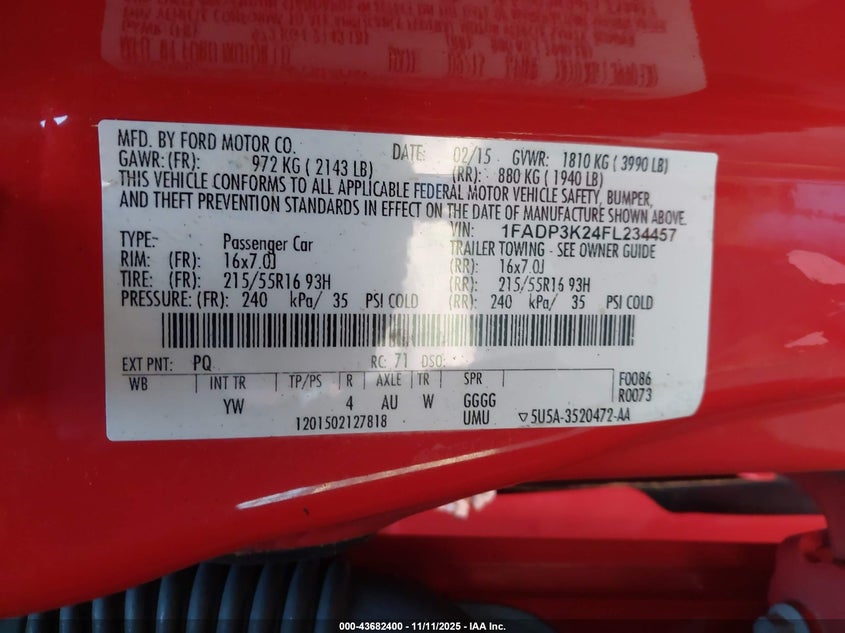 MFD. BY FORD MOTOR CO. DATE: 02/15 GVWR: 1810 KG ( 3990 LB)
GAWR: (FR): 972 KG ( 2143 LB) (RR): 880 KG ( 1940 LB)
THIS VEHICLE CONFORMS TO ALL APPLICABLE FEDERAL MOTOR VEHICLE SAFETY, BUMPER,
AND THEFT PREVENTION STANDARDS IN EFFECT ON THE DATE OF MANUFACTURE SHOWN ABOVE.
VIN: 1FADP3K24FL234457
TYPE: Passenger Car TRAILER TOWING - SEE OWNER GUIDE
RIM: (FR): 16x7.0J (RR): 16x7.0J
TIRE: (FR): 215/55R16 93H (RR): 215/55R16 93H
PRESSURE: (FR): 240 kPa/ 35 PSI COLD (RR): 240 kPa/ 35 PSI COLD
EXT PNT: PQ RC: 71 DSO:
WB INT TR TP/PS R AXLE TR SPR F0086
YW 4 AU W GGGG R0073
1201502127818 UMU ▽5U5A-3520472-AA
000-43682400 - 11/11/2025 - IAA Inc.